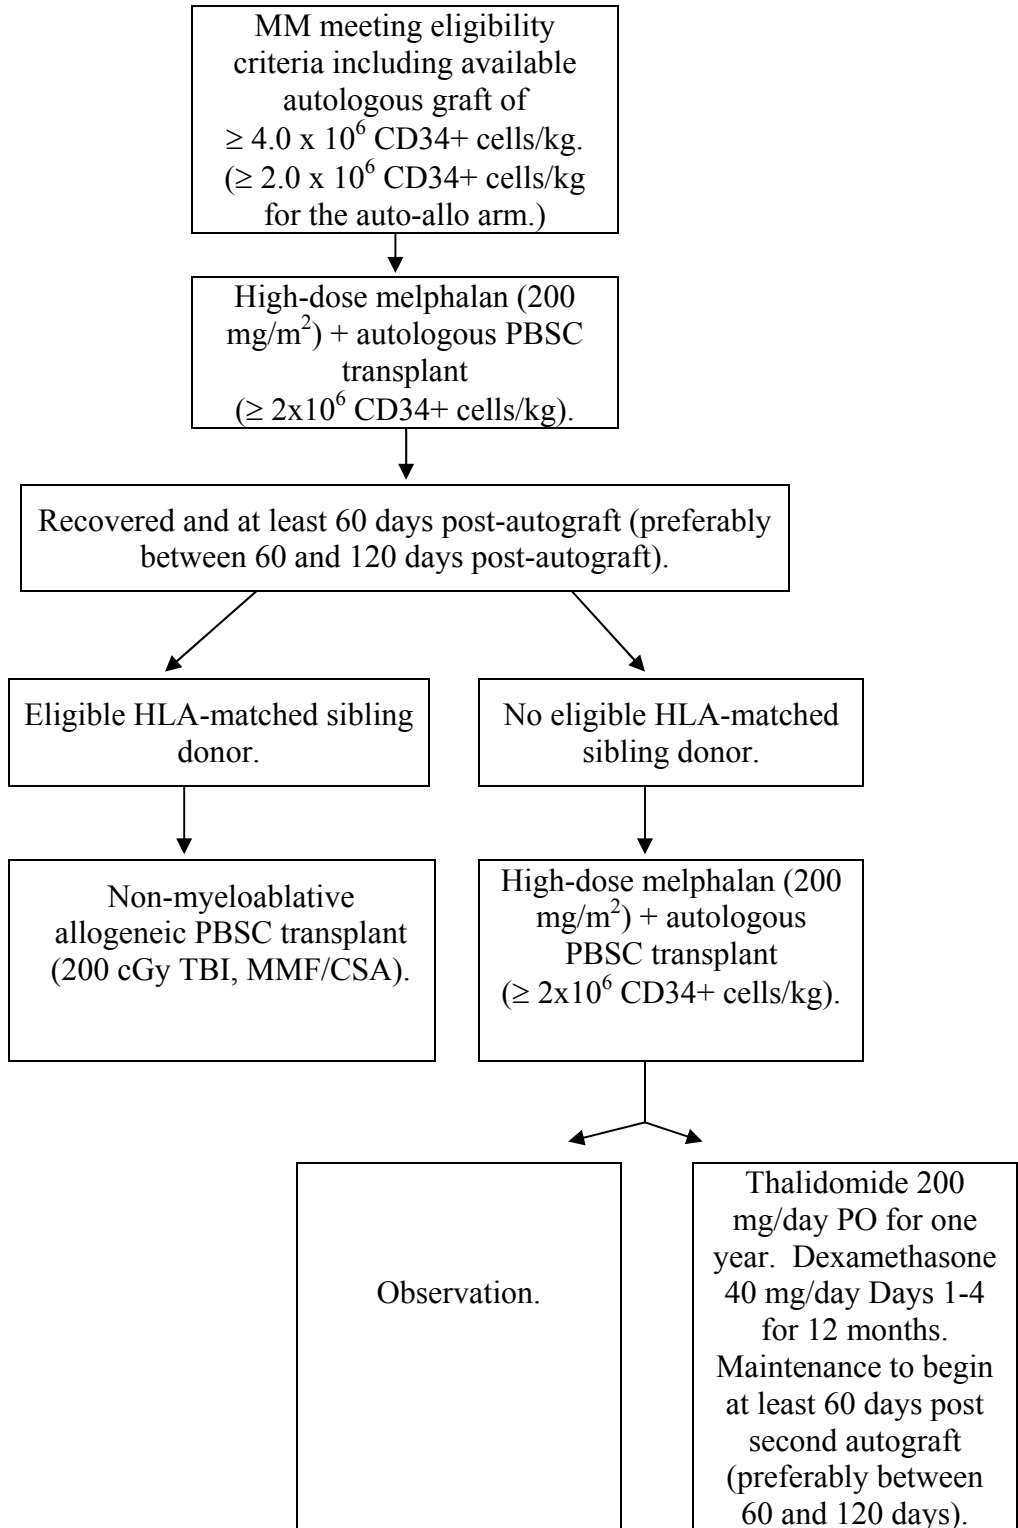 MM meeting eligibility
criteria including available
autologous graft of
≥ 4.0 x 10⁶ CD34+ cells/kg.
(≥ 2.0 x 10⁶ CD34+ cells/kg
for the auto-allo arm.)
High-dose melphalan (200
mg/m²) + autologous PBSC
transplant
(≥ 2x10⁶ CD34+ cells/kg).
Recovered and at least 60 days post-autograft (preferably
between 60 and 120 days post-autograft).
Eligible HLA-matched sibling
donor.
No eligible HLA-matched
sibling donor.
Non-myeloablative
allogeneic PBSC transplant
(200 cGy TBI, MMF/CSA).
High-dose melphalan (200
mg/m²) + autologous
PBSC transplant
(≥ 2x10⁶ CD34+ cells/kg).
Observation.
Thalidomide 200
mg/day PO for one
year.  Dexamethasone
40 mg/day Days 1-4
for 12 months.
Maintenance to begin
at least 60 days post
second autograft
(preferably between
60 and 120 days).